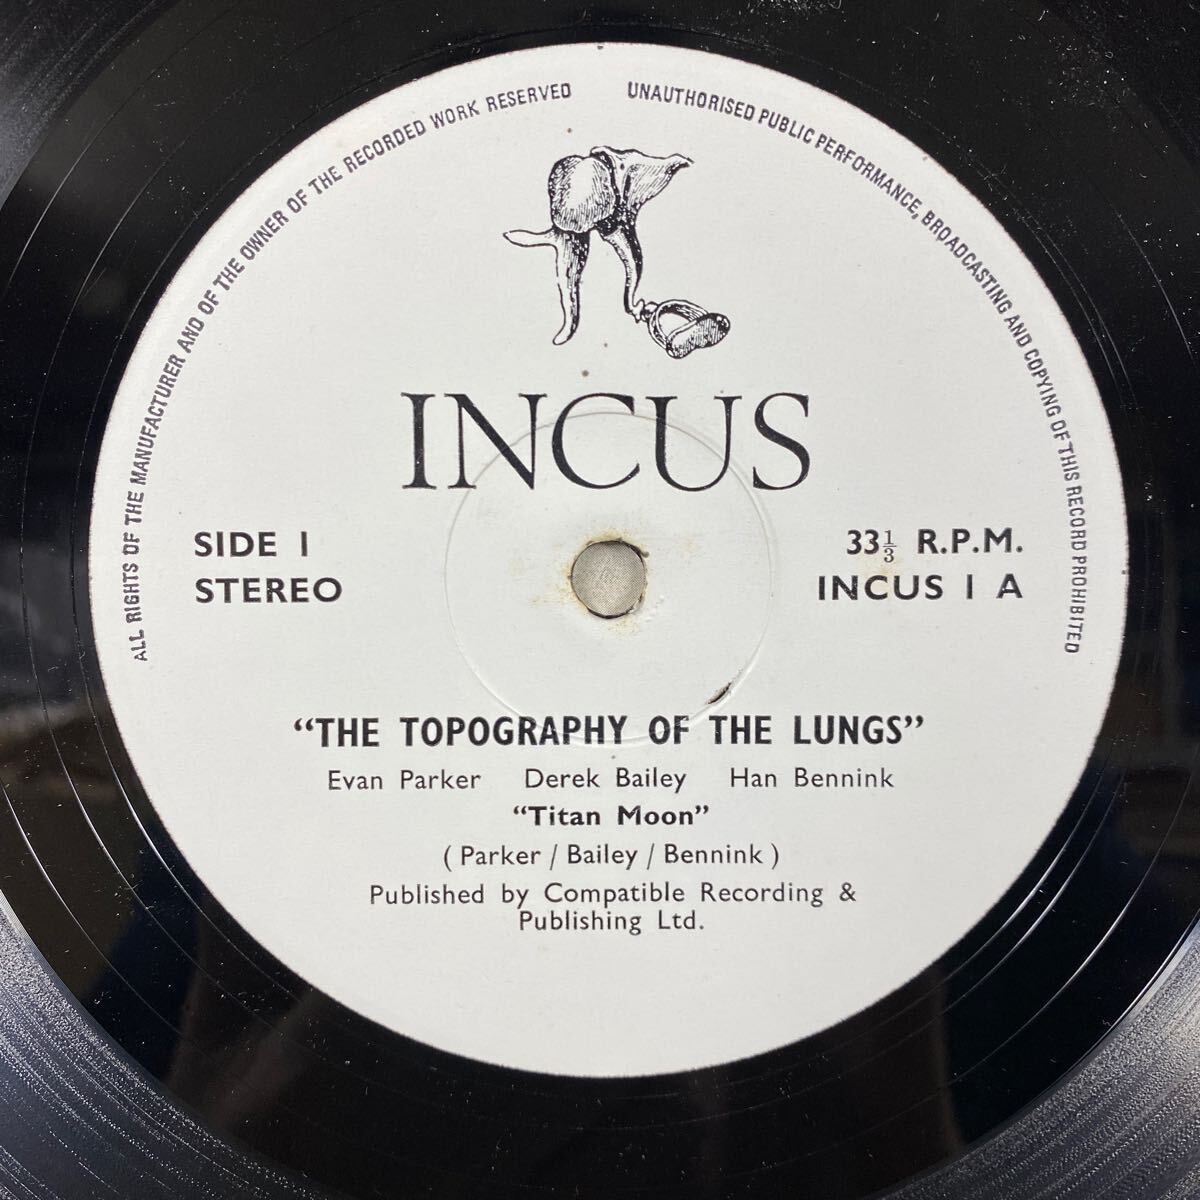 ALL RIGHTS OF THE MANUFACTURER AND OF THE OWNER OF THE RECORDED WORK RESERVED
UNAUTHORISED PUBLIC PERFORMANCE, BROADCASTING AND COPYING OF THIS RECORD PROHIBITED
INCUS
SIDE 1
STEREO
33⅓ R.P.M.
INCUS 1 A
“THE TOPOGRAPHY OF THE LUNGS”
Evan Parker Derek Bailey Han Bennink
“Titan Moon”
(Parker / Bailey / Bennink)
Published by Compatible Recording &
Publishing Ltd.